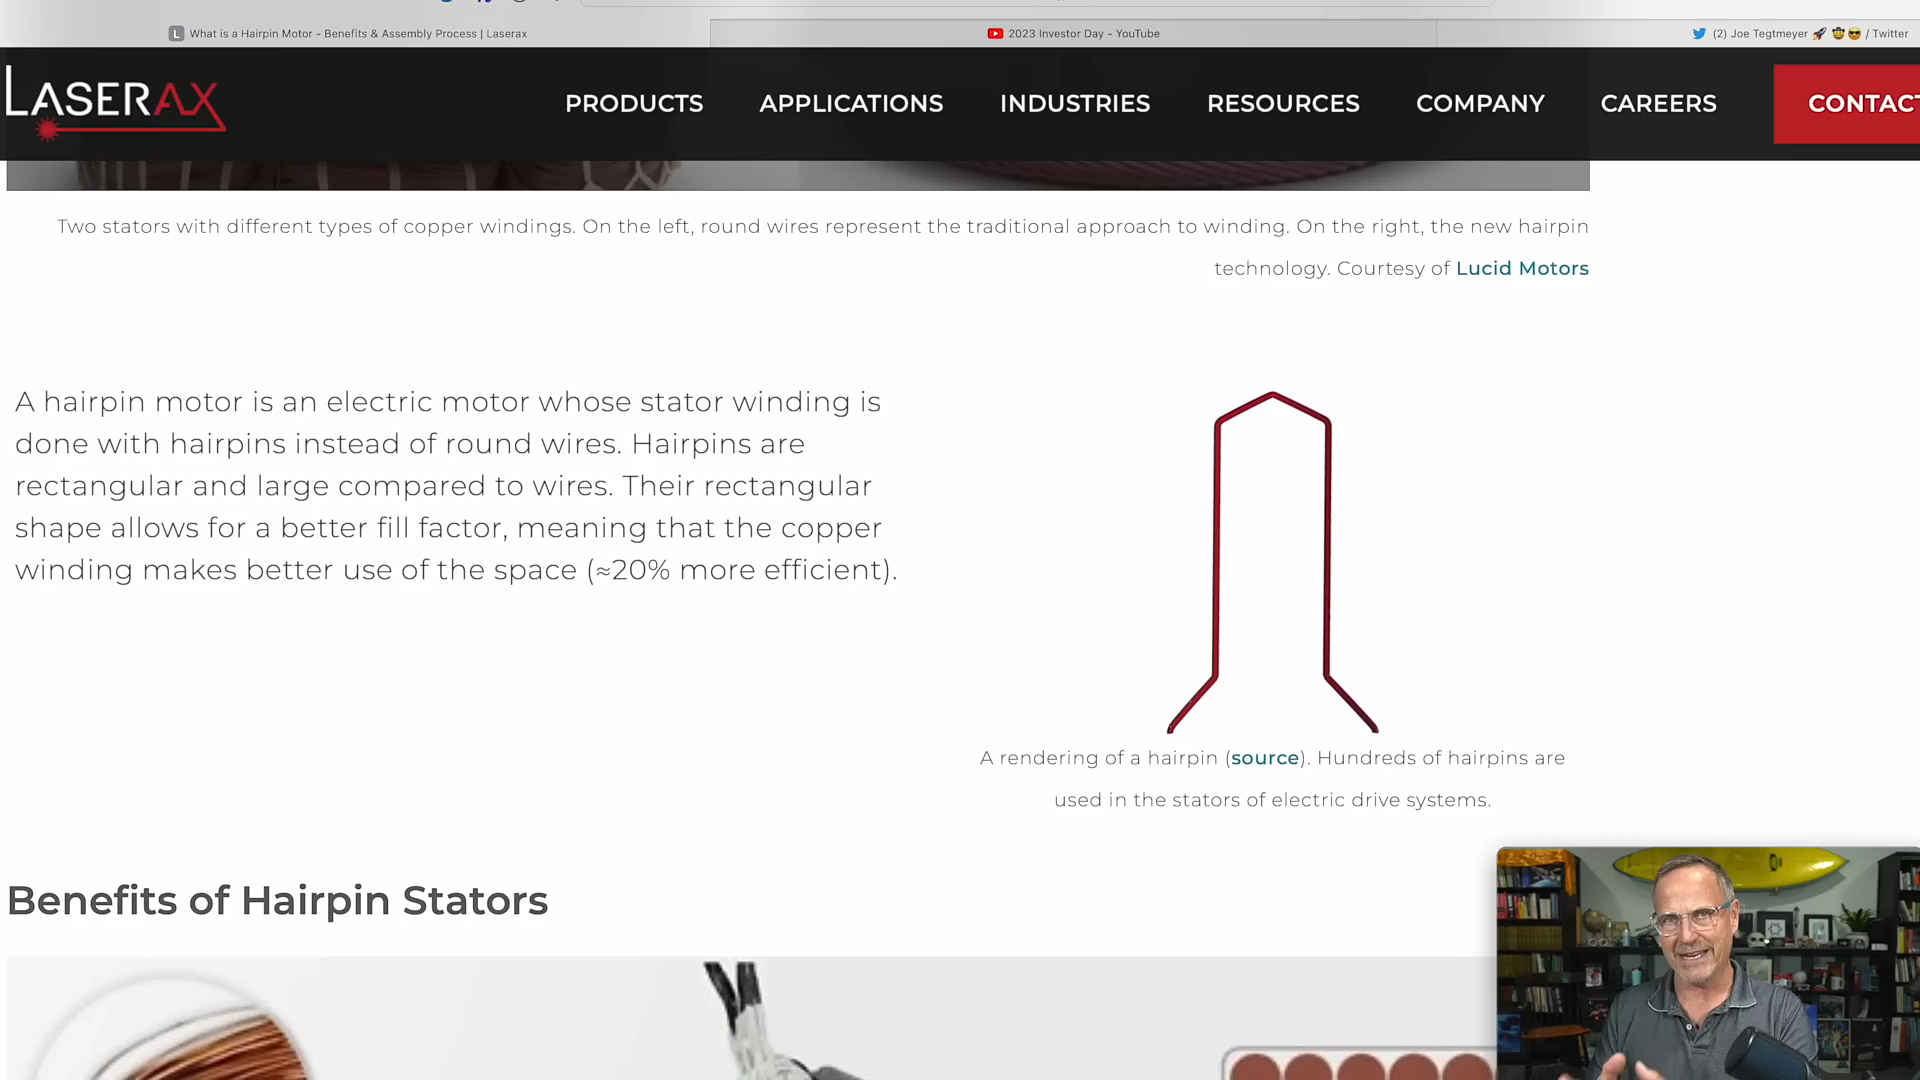 What is a Hairpin Motor - Benefits & Assembly Process | Laserax
2023 Investor Day - YouTube
(2) Joe Tegtmeyer 🚀 🤠 😎 / Twitter
LASERAX
PRODUCTS
APPLICATIONS
INDUSTRIES
RESOURCES
COMPANY
CAREERS
CONTACT
Two stators with different types of copper windings. On the left, round wires represent the traditional approach to winding. On the right, the new hairpin
technology. Courtesy of Lucid Motors
A hairpin motor is an electric motor whose stator winding is
done with hairpins instead of round wires. Hairpins are
rectangular and large compared to wires. Their rectangular
shape allows for a better fill factor, meaning that the copper
winding makes better use of the space (≈20% more efficient).
A rendering of a hairpin (source). Hundreds of hairpins are
used in the stators of electric drive systems.
Benefits of Hairpin Stators